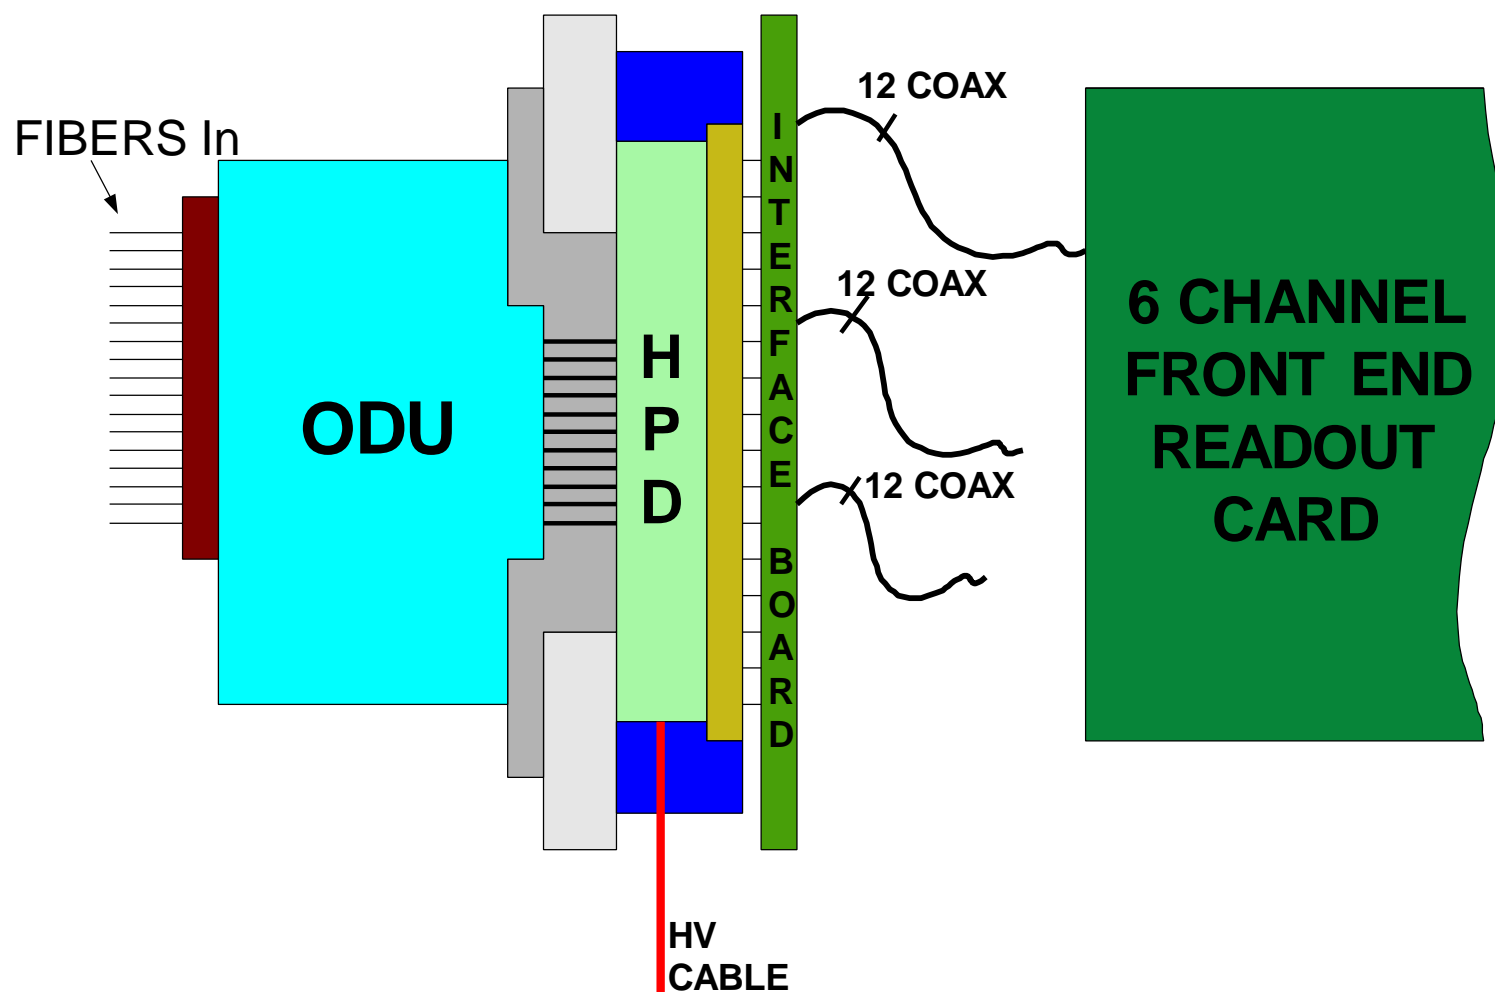 FIBERS In
ODU
HPD
INTERFACE BOARD
12 COAX
12 COAX
12 COAX
6 CHANNEL
FRONT END
READOUT
CARD
HV
CABLE